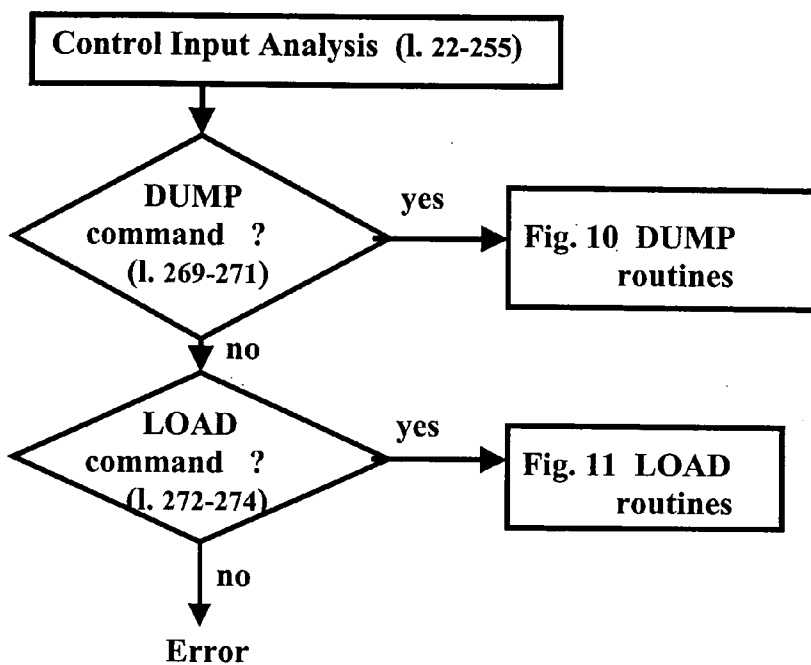 Control Input Analysis (l. 22-255)
DUMP
command ?
(l. 269-271)
yes
Fig. 10 DUMP
routines
no
LOAD
command ?
(l. 272-274)
yes
Fig. 11 LOAD
routines
no
Error